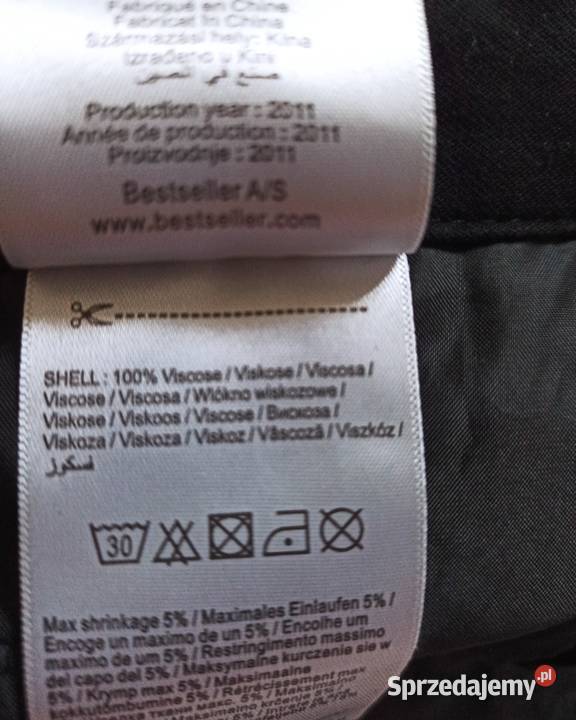 Fabriqué en Chine
Fabricat în China
Származási hely: Kína
Izrađeno u Kini
صنع في الصين
Production year : 2011
Année de production : 2011
Proizvodnje : 2011
Bestseller A/S
www.bestseller.com
SHELL : 100% Viscose / Viskose / Viscosa /
Viscose / Viscosa / Włókno wiskozowe /
Viskose / Viskoos / Viscose / Вискоза /
Viskoza / Viskoza / Viskoz / Vâscoză / Viszkóz /
فسكوز
30
Max shrinkage 5% / Maximales Einlaufen 5% /
Encoge un maximo de un 5% / Encolhe um
maximo de um 5% / Restringimento massimo
del capo del 5% / Maksymalne kurczenie się w
5% / Krymp max 5% / Maksimaalne
kokkutõmbumine 5% / Rétrécissement max
Sprzedajemy.pl